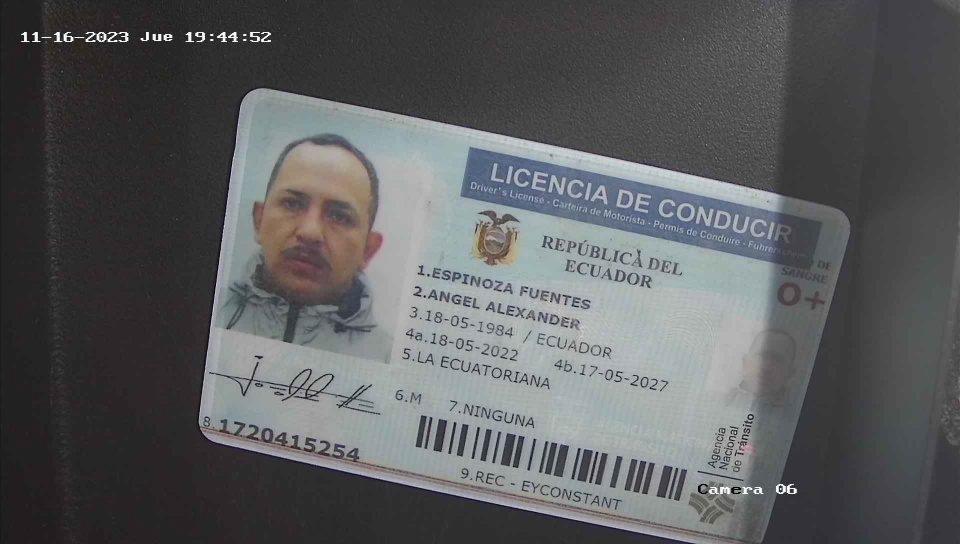 11-16-2023 Jue 19:44:52
LICENCIA DE CONDUCIR
Driver's License - Carteira de Motorista - Permis de Conduire - Führerschein
REPÚBLICA DEL
ECUADOR
DE
SANGRE
O+
1.ESPINOZA FUENTES
2.ANGEL ALEXANDER
3.18-05-1984 / ECUADOR
4a.18-05-2022 4b.17-05-2027
5.LA ECUATORIANA
6.M 7.NINGUNA
8.1720415254
9.REC - EYCONSTANT
Agencia
Nacional
de Tránsito
Camera 06